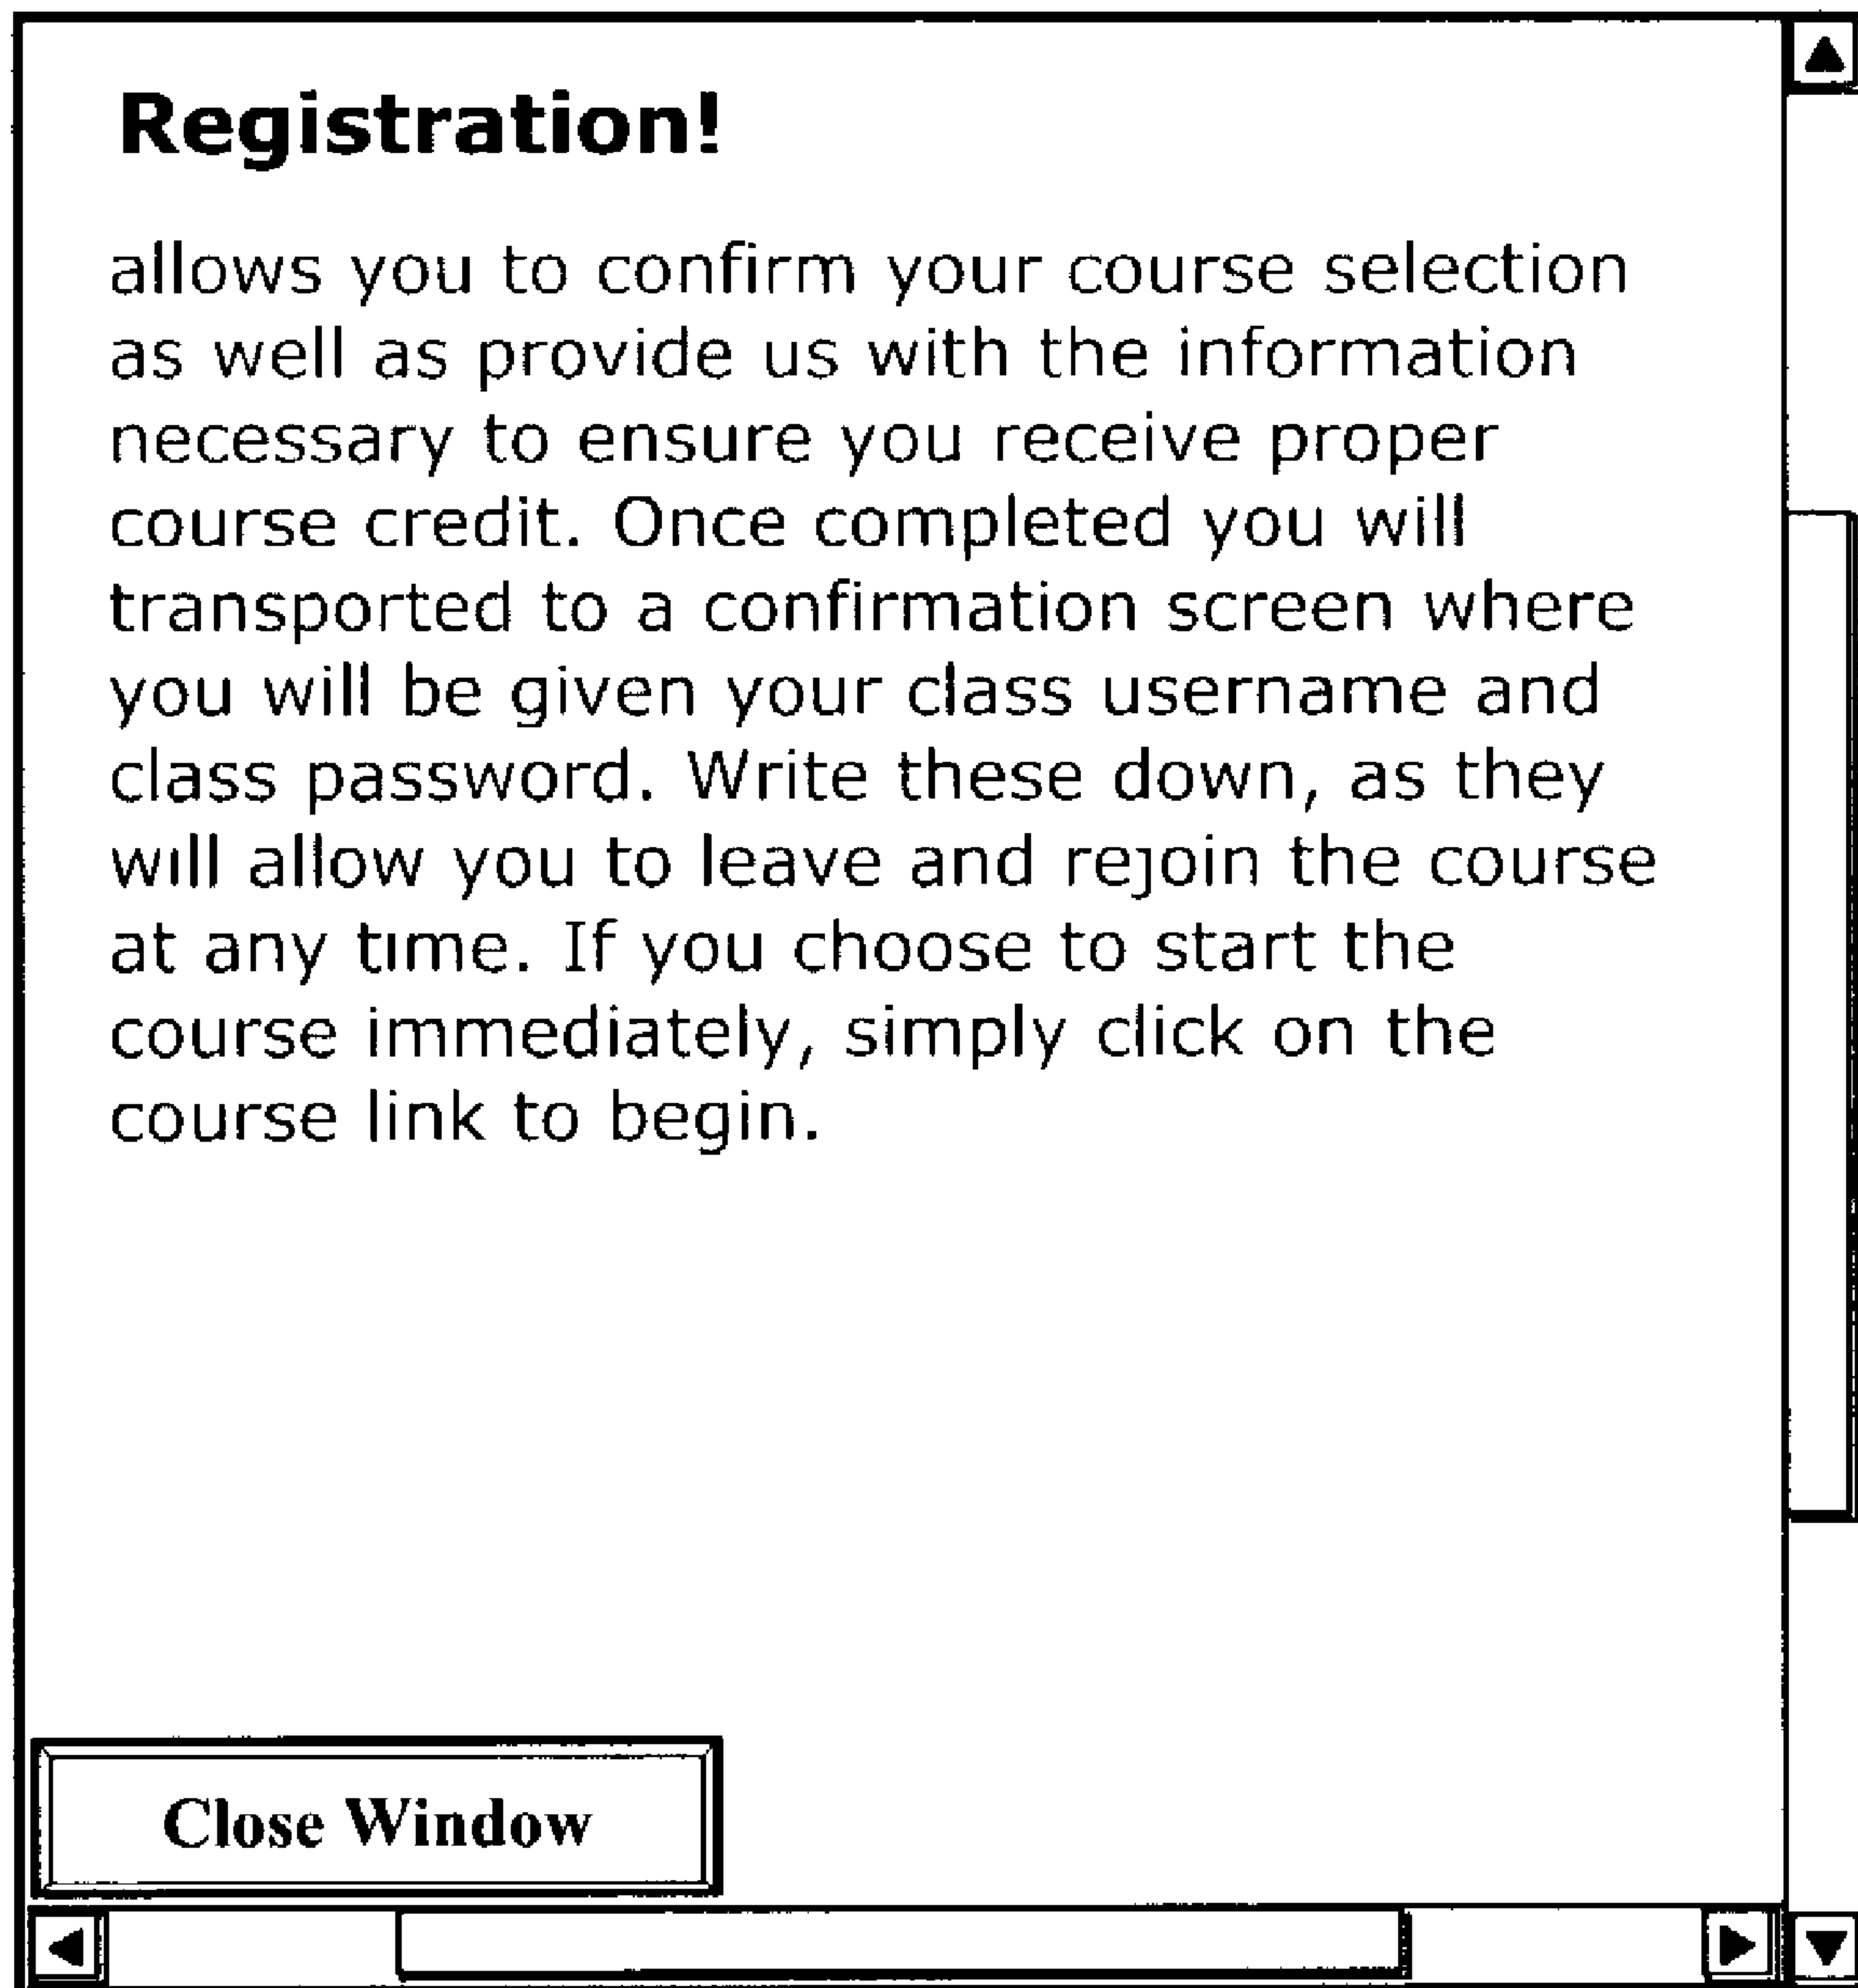 Registration!
allows you to confirm your course selection
as well as provide us with the information
necessary to ensure you receive proper
course credit. Once completed you will
transported to a confirmation screen where
you will be given your class username and
class password. Write these down, as they
will allow you to leave and rejoin the course
at any time. If you choose to start the
course immediately, simply click on the
course link to begin.
Close Window